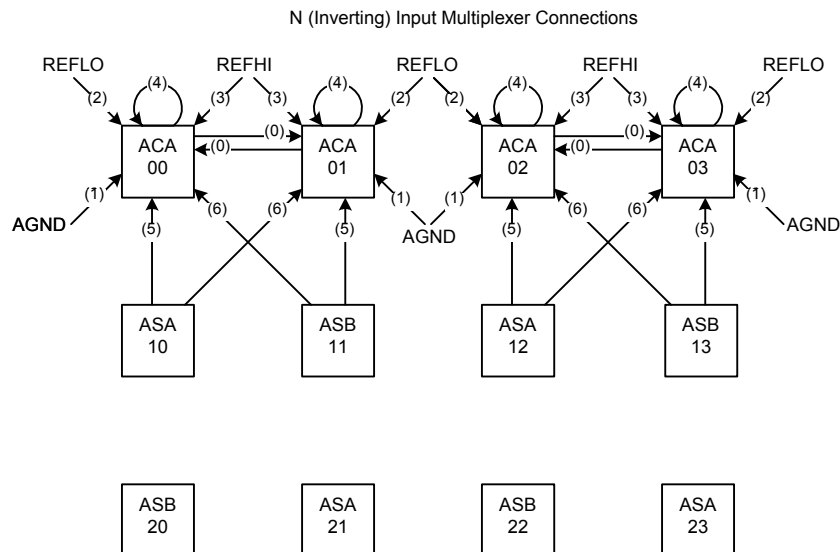 N (Inverting) Input Multiplexer Connections
REFLO REFHI REFLO REFHI REFLO
(4) (4) (4) (4)
(2) (3) (3) (2) (2) (3) (3) (2)
(0) (0)
ACA ACA ACA ACA
(0) (0)
00 01 02 03
(1) (1) (1) (1)
AGND AGND AGND
(5) (6) (6) (5) (5) (6) (6) (5)
ASA ASB ASA ASB
10 11 12 13
ASB ASA ASB ASA
20 21 22 23